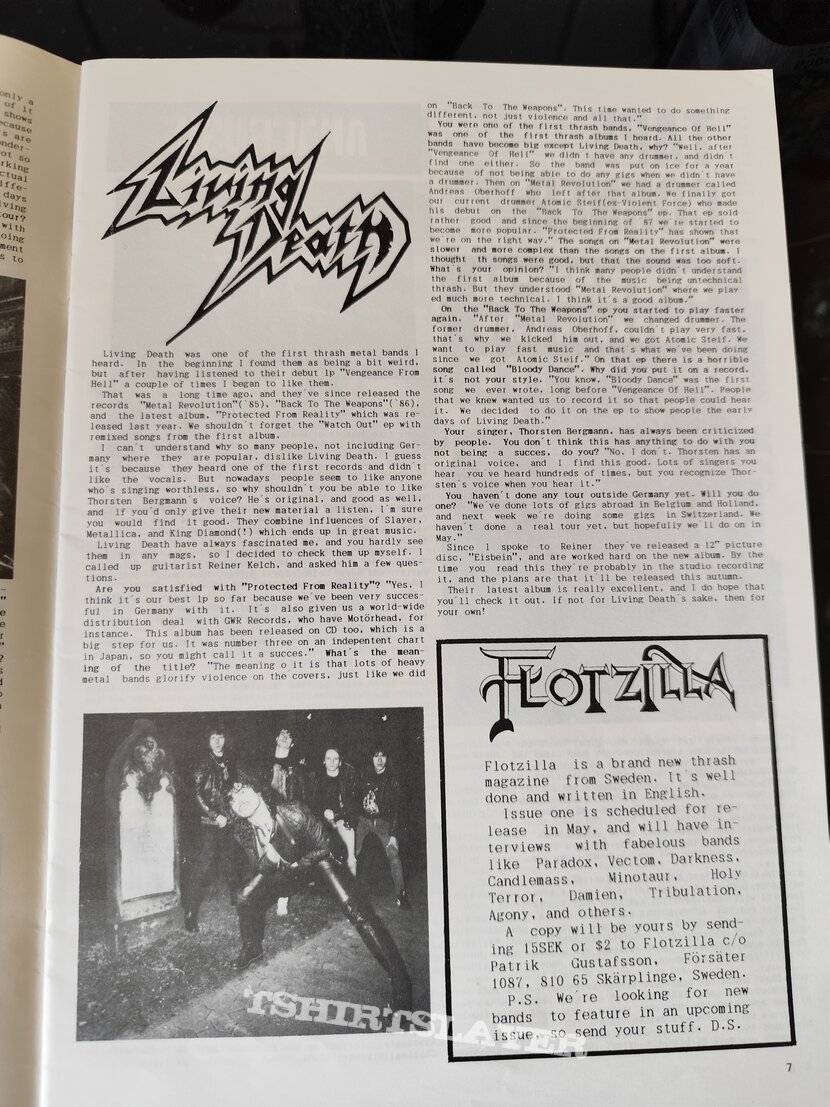 only a
of it
shows
cause
s are
nder-
ot so
rking
ctual
iffe-
days
iving
our?
with
oing
ment
s to
Living
Death
Living Death was one of the first thrash metal bands I
heard. In the beginning I found them as being a bit weird,
but after having listened to their debut lp "Vengeance From
Hell" a couple of times I began to like them.
That was a long time ago, and they've since released the
records "Metal Revolution"(`85), "Back To The Weapons"(`86),
and the latest album, "Protected From Reality" which was re-
leased last year. We shouldn't forget the "Watch Out" ep with
remixed songs from the first album.
I can't understand why so many people, not including Ger-
many where they are popular, dislike Living Death. I guess
it's because they heard one of the first records and didn't
like the vocals. But nowadays people seem to like anyone
who's singing worthless, so why shouldn't you be able to like
Thorsten Bergmann's voice? He's original, and good as well,
and if you'd only give their new material a listen, I'm sure
you would find it good. They combine influences of Slayer,
Metallica, and King Diamond(!) which ends up in great music.
Living Death have always fascinated me, and you hardly see
them in any mags, so I decided to check them up myself. I
called up guitarist Reiner Kelch, and asked him a few ques-
tions.
Are you satisfied with "Protected From Reality"? "Yes, I
think it's our best lp so far because we've been very succes-
ful in Germany with it. It's also given us a world-wide
distribution deal with GWR Records, who have Motörhead, for
instance. This album has been released on CD too, which is a
big step for us. It was number three on an indepentent chart
in Japan, so you might call it a succes." What's the mean-
ing of the title? "The meaning o it is that lots of heavy
metal bands glorify violence on the covers, just like we did
on "Back To The Weapons". This time wanted to do something
different, not just violence and all that."
You were one of the first thrash bands, "Vengeance Of Hell"
was one of the first thrash albums I heard. All the other
bands have become big except Living Death, why? "Well, after
"Vengeance Of Hell" we didn't have any drummer, and didn't
find one either. So the band was put on ice for a year
because of not being able to do any gigs when we didn't have
a drummer. Then on "Metal Revolution" we had a drummer called
Andreas Oberhoff who left after that album. We finally got
our current drummer Atomic Steif(ex-Violent Force) who made
his debut on the "Back To The Weapons" ep. That ep sold
rather good and since the beginning of `87 we're started to
become more popular. "Protected From Reality" has shown that
we're on the right way." The songs on "Metal Revolution" were
slower and more complex than the songs on the first album. I
thought th songs were good, but that the sound was too soft.
What's your opinion? "I think many people didn't understand
the first album because of the music being untechnical
thrash. But they understood "Metal Revolution" where we play
ed much more technical. I think it's a good album."
On the "Back To The Weapons" ep you started to play faster
again. "After "Metal Revolution" we changed drummer. The
former drummer, Andreas Oberhoff, couldn't play very fast,
that's why we kicked him out, and we got Atomic Steif. We
want to play fast music and that's what we've been doing
since we got Atomic Steif." On that ep there is a horrible
song called "Bloody Dance". Why did you put it on a record,
it's not your style. "You know, "Bloody Dance" was the first
song we ever wrote, long before "Vengeance Of Hell". People
that we knew wanted us to record it so that people could hear
it. We decided to do it on the ep to show people the early
days of Living Death."
Your singer, Thorsten Bergmann, has always been criticized
by people. You don't think this has anything to do with you
not being a succes, do you? "No, I don't. Thorsten has an
original voice, and I find this good. Lots of singers you
hear you've heard hundreds of times, but you recognize Thor-
sten's voice when you hear it."
You haven't done any tour outside Germany yet. Will you do
one? "We've done lots of gigs abroad in Belgium and Holland,
and next week we're doing some gigs in Switzerland. We
haven't done a real tour yet, but hopefully we'll do on in
May."
Since I spoke to Reiner they've released a 12" picture
disc, "Eisbein", and are worked hard on the new album. By the
time you read this they're probably in the studio recording
it, and the plans are that it'll be released this autumn.
Their latest album is really excellent, and I do hope that
you'll check it out. If not for Living Death's sake, then for
your own!
FLOTZILLA
Flotzilla is a brand new thrash
magazine from Sweden. It's well
done and written in English.
Issue one is scheduled for re-
lease in May, and will have in-
terviews with fabelous bands
like Paradox, Vectom, Darkness,
Candlemass, Minotaur, Holy
Terror, Damien, Tribulation,
Agony, and others.
A copy will be yours by send-
ing 15SEK or $2 to Flotzilla c/o
Patrik Gustafsson, Försäter
1087, 810 65 Skärplinge, Sweden.
P.S. We're looking for new
bands to feature in an upcoming
issue, so send your stuff. D.S.
TSHIRTSLAYER
7